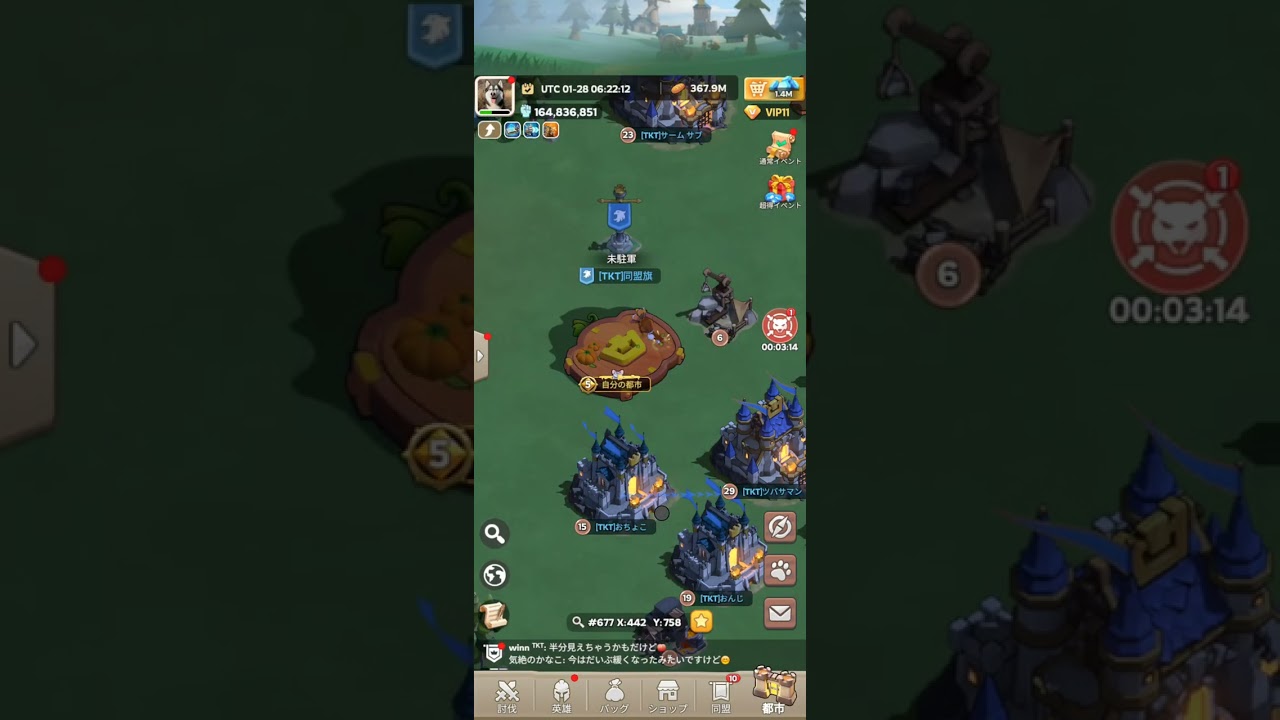 UTC 01-28 06:22:12
367.9M
1.4M
164,836,851
VIP11
23 [TKT]サーム サブ
通常イベント
超得イベント
未駐軍
[TKT]同盟旗
6
1
00:03:14
5 自分の都市
29 [TKT]ツバサマン
15 [TKT]おちょこ
19 [TKT]おんじ
#677 X:442 Y:758
winn TKT: 半分見えちゃうかもだけど
気絶のかなこ: 今はだいぶ緩くなったみたいですけど
10
討伐
英雄
バッグ
ショップ
同盟
都市
6
1
00:03:14
5